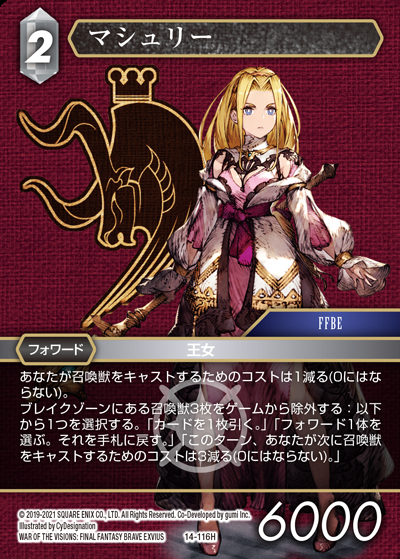 2
マシュリー
FFBE
フォワード
王女
あなたが召喚獣をキャストするためのコストは1減る(0にはな
らない)。
ブレイクゾーンにある召喚獣3枚をゲームから除外する:以下
から1つを選択する。「カードを1枚引く。」「フォワード1体を
選ぶ。それを手札に戻す。」「このターン、あなたが次に召喚獣
をキャストするためのコストは3減る(0にはならない)。」
© 2019-2021 SQUARE ENIX CO., LTD. All Rights Reserved. Co-Developed by gumi Inc.
Illustrated by CyDesignation
WAR OF THE VISIONS: FINAL FANTASY BRAVE EXVIUS
14-116H
6000